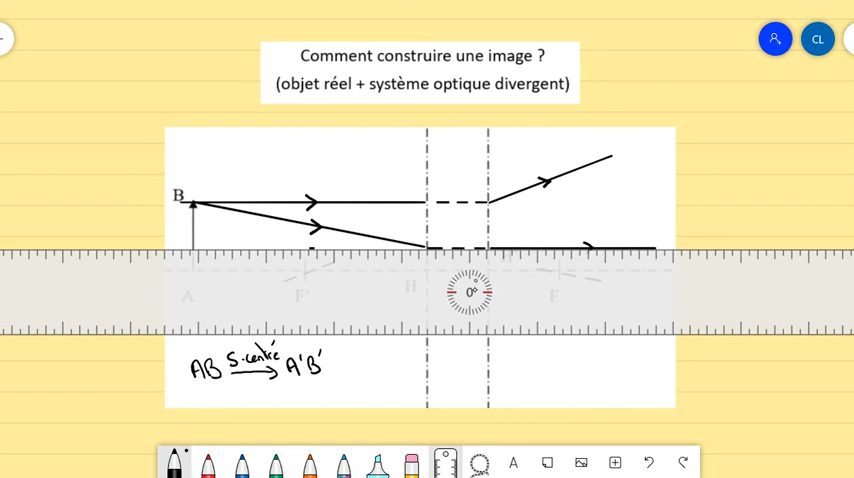 CL
Comment construire une image ?
(objet réel + système optique divergent)
B
A F' H F
0°
AB S.centré → A'B'
A